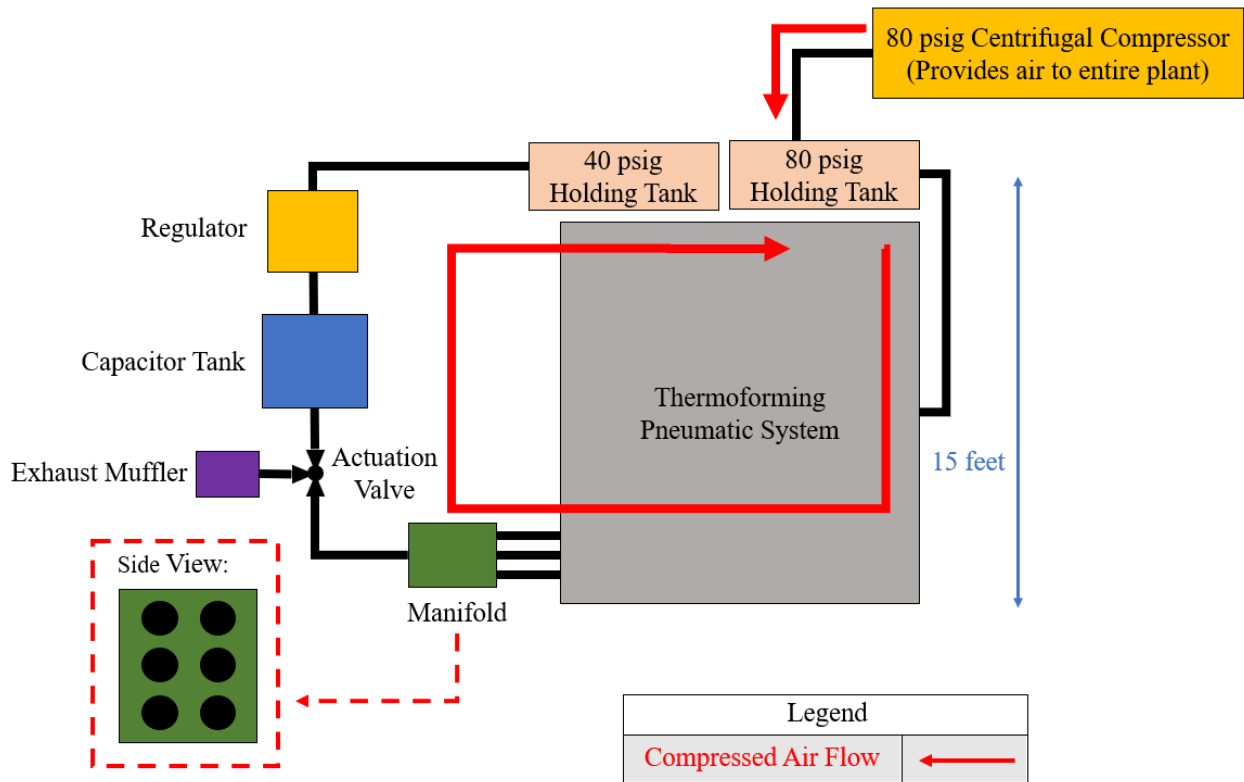 80 psig Centrifugal Compressor
(Provides air to entire plant)
40 psig
Holding Tank
80 psig
Holding Tank
Regulator
Capacitor Tank
Thermoforming
Pneumatic System
15 feet
Exhaust Muffler
Actuation
Valve
Side View:
Manifold
Legend
Compressed Air Flow